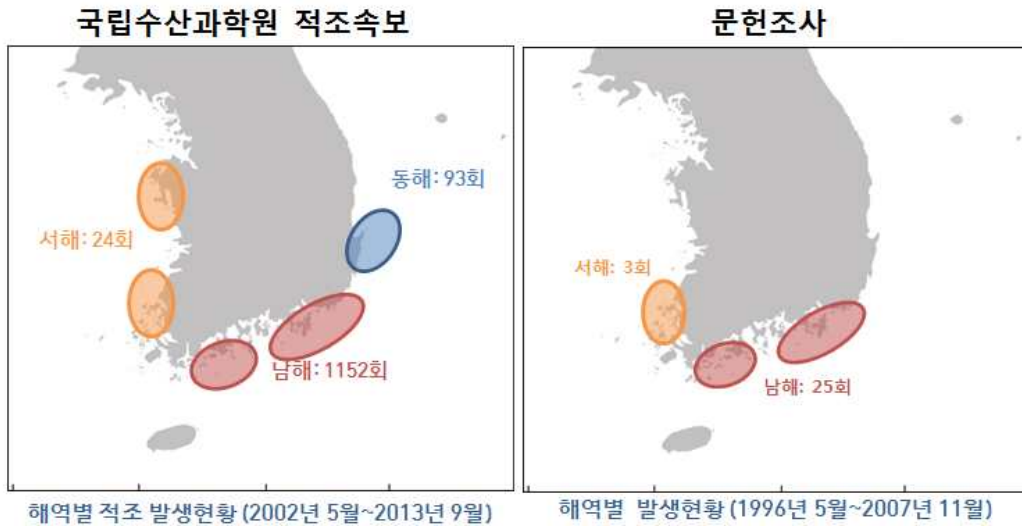 국립수산과학원 적조속보
동해: 93회
서해: 24회
남해: 1152회
해역별 적조 발생현황 (2002년 5월~2013년 9월)
문헌조사
서해: 3회
남해: 25회
해역별 발생현황 (1996년 5월~2007년 11월)